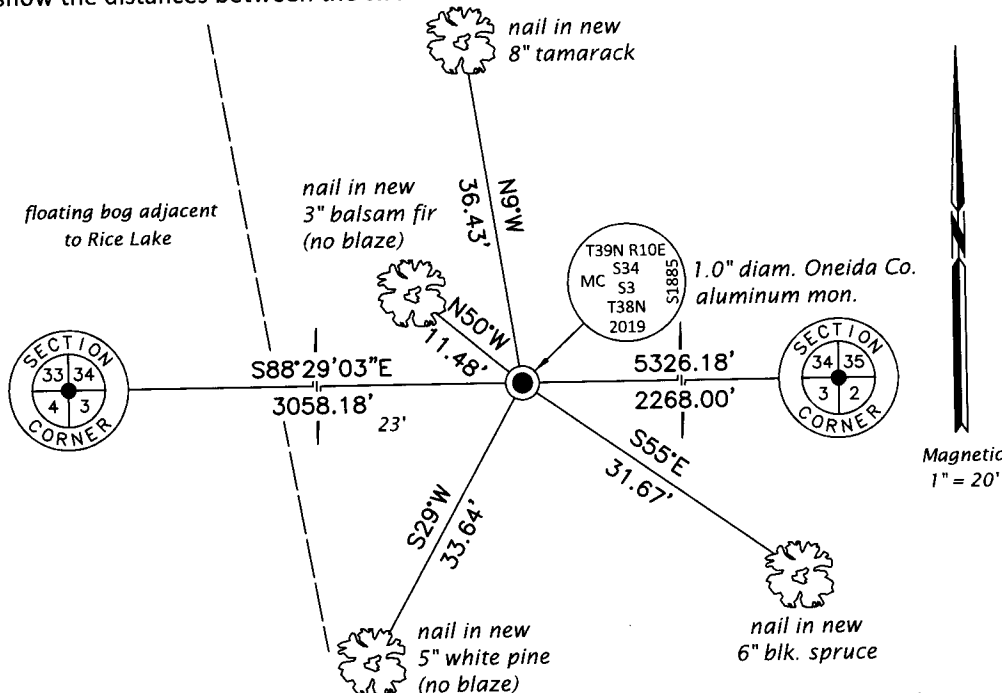 show the distances between the
nail in new
8" tamarack
nail in new
3" balsam fir
(no blaze)
floating bog adjacent
to Rice Lake
N9°W
36.43'
T39N R10E
S34
MC
S3
T38N
2019
S1885
1.0" diam. Oneida Co.
aluminum mon.
N50°W
11.48'
SECTION
33 34
4 3
CORNER
S88°29'03"E
3058.18'
23'
5326.18'
2268.00'
SECTION
34 35
3 2
CORNER
N
Magnetic
1" = 20'
S55°E
31.67'
S29°W
33.64'
nail in new
5" white pine
(no blaze)
nail in new
6" blk. spruce